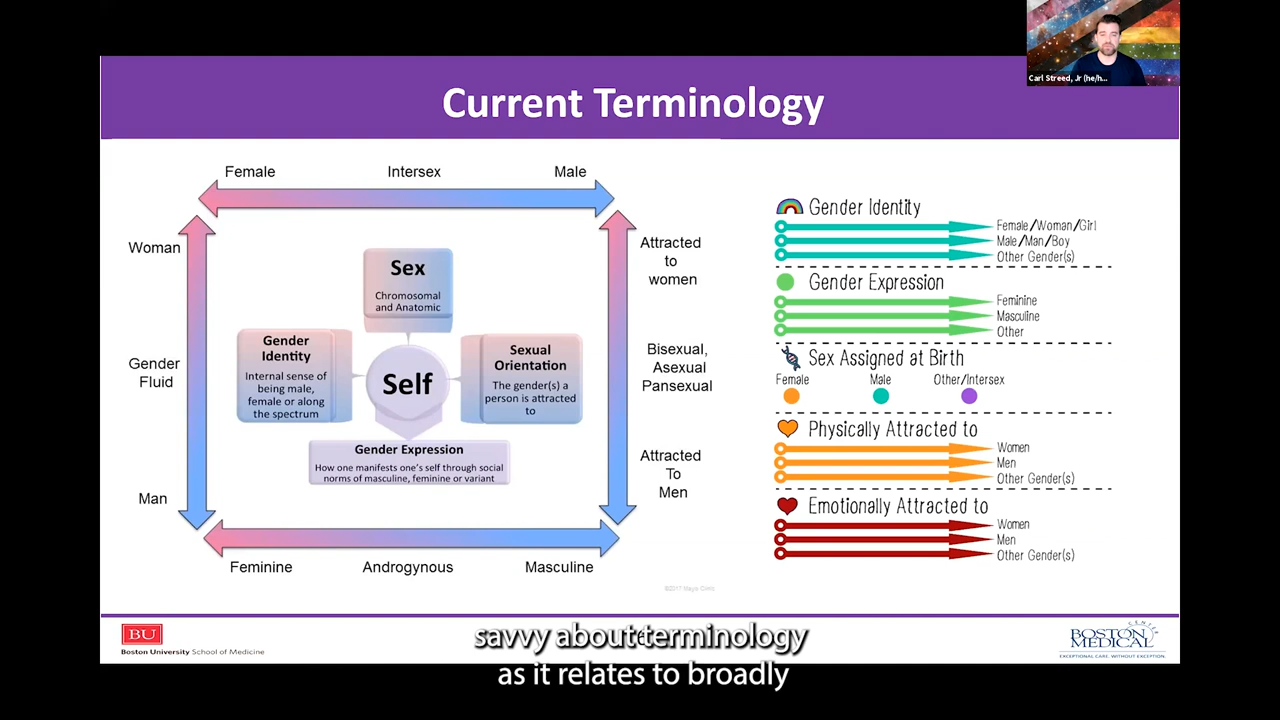 Carl Streed, Jr (he/h...
Current Terminology
Female Intersex Male
Woman
Gender
Fluid
Man
Sex
Chromosomal
and Anatomic
Gender
Identity
Internal sense of
being male,
female or along
the spectrum
Self
Sexual
Orientation
The gender(s) a
person is attracted
to
Gender Expression
How one manifests one's self through social
norms of masculine, feminine or variant
Attracted
to
women
Bisexual,
Asexual
Pansexual
Attracted
To
Men
Feminine Androgynous Masculine
©2017 Mayo Clinic
Gender Identity
Female/Woman/Girl
Male/Man/Boy
Other Gender(s)
Gender Expression
Feminine
Masculine
Other
Sex Assigned at Birth
Female Male Other/Intersex
Physically Attracted to
Women
Men
Other Gender(s)
Emotionally Attracted to
Women
Men
Other Gender(s)
BU
Boston University School of Medicine
savvy about terminology
as it relates to broadly
BOSTON
MEDICAL
CENTER
EXCEPTIONAL CARE. WITHOUT EXCEPTION.